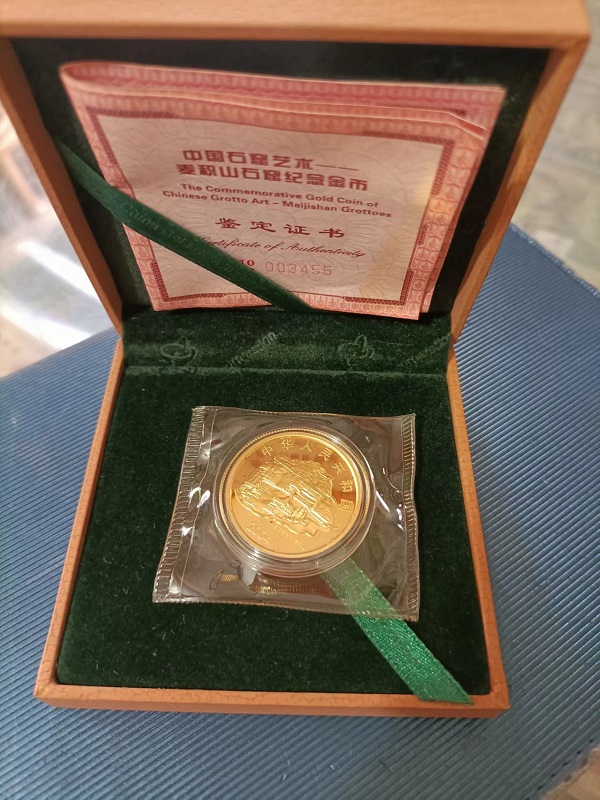 中国石窟艺术——
麦积山石窟纪念金币
The Commemorative Gold Coin of
Chinese Grotto Art – Maijishan Grottoes
鉴定证书
Certificate of Authenticity
003455
中华人民共和国